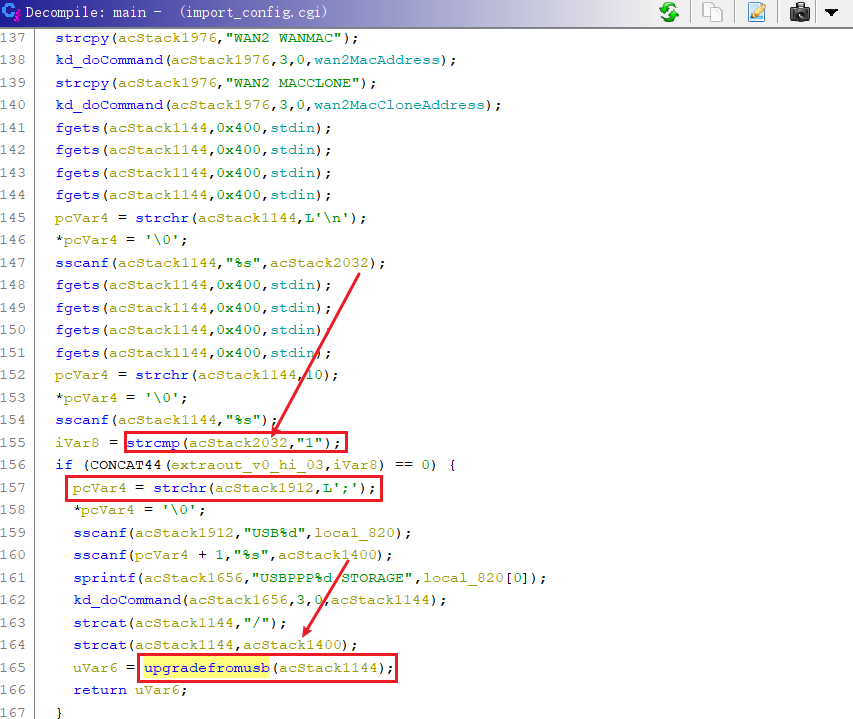 Decompile: main - (import_config.cgi)
137 strcpy(acStack1976,"WAN2 WANMAC");
138 kd_doCommand(acStack1976,3,0,wan2MacAddress);
139 strcpy(acStack1976,"WAN2 MACCLONE");
140 kd_doCommand(acStack1976,3,0,wan2MacCloneAddress);
141 fgets(acStack1144,0x400,stdin);
142 fgets(acStack1144,0x400,stdin);
143 fgets(acStack1144,0x400,stdin);
144 fgets(acStack1144,0x400,stdin);
145 pcVar4 = strchr(acStack1144,L'\n');
146 *pcVar4 = '\0';
147 sscanf(acStack1144,"%s",acStack2032);
148 fgets(acStack1144,0x400,stdin);
149 fgets(acStack1144,0x400,stdin);
150 fgets(acStack1144,0x400,stdin);
151 fgets(acStack1144,0x400,stdin);
152 pcVar4 = strchr(acStack1144,10);
153 *pcVar4 = '\0';
154 sscanf(acStack1144,"%s");
155 iVar8 = strcmp(acStack2032,"1");
156 if (CONCAT44(extraout_v0_hi_03,iVar8) == 0) {
157 pcVar4 = strchr(acStack1912,L';');
158 *pcVar4 = '\0';
159 sscanf(acStack1912,"USB%d",local_820);
160 sscanf(pcVar4 + 1,"%s",acStack1400);
161 sprintf(acStack1656,"USBPPP%d STORAGE",local_820[0]);
162 kd_doCommand(acStack1656,3,0,acStack1144);
163 strcat(acStack1144,"/");
164 strcat(acStack1144,acStack1400);
165 uVar6 = upgradefromusb(acStack1144);
166 return uVar6;
167 }